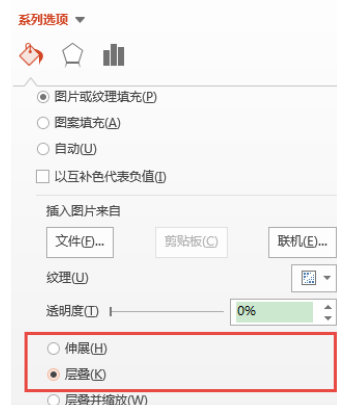 系列选项
图片或纹理填充(P)
图案填充(A)
自动(U)
以互补色代表负值(I)
插入图片来自
文件(F)... 剪贴板(C) 联机(E)...
纹理(U)
透明度(T) 0%
伸展(H)
层叠(K)
层叠并缩放(W)